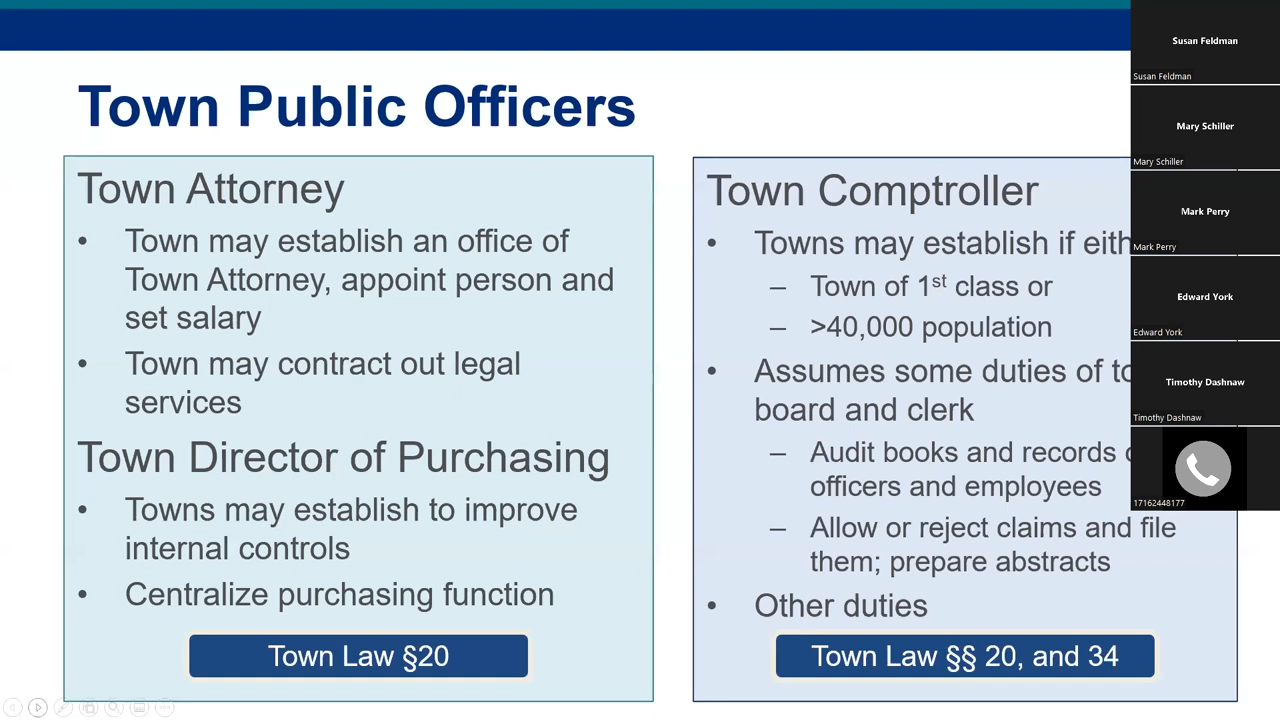 Town Public Officers
Town Attorney
• Town may establish an office of
Town Attorney, appoint person and
set salary
• Town may contract out legal
services
Town Director of Purchasing
• Towns may establish to improve
internal controls
• Centralize purchasing function
Town Law §20
Town Comptroller
• Towns may establish if
– Town of 1st class or
– >40,000 population
• Assumes some duties of
board and clerk
– Audit books and records
officers and employees
– Allow or reject claims and file
them; prepare abstracts
• Other duties
Town Law §§ 20, and 34
Susan Feldman
Susan Feldman
Mary Schiller
Mary Schiller
Mark Perry
Mark Perry
Edward York
Edward York
Timothy Dashnaw
Timothy Dashnaw
17162448177